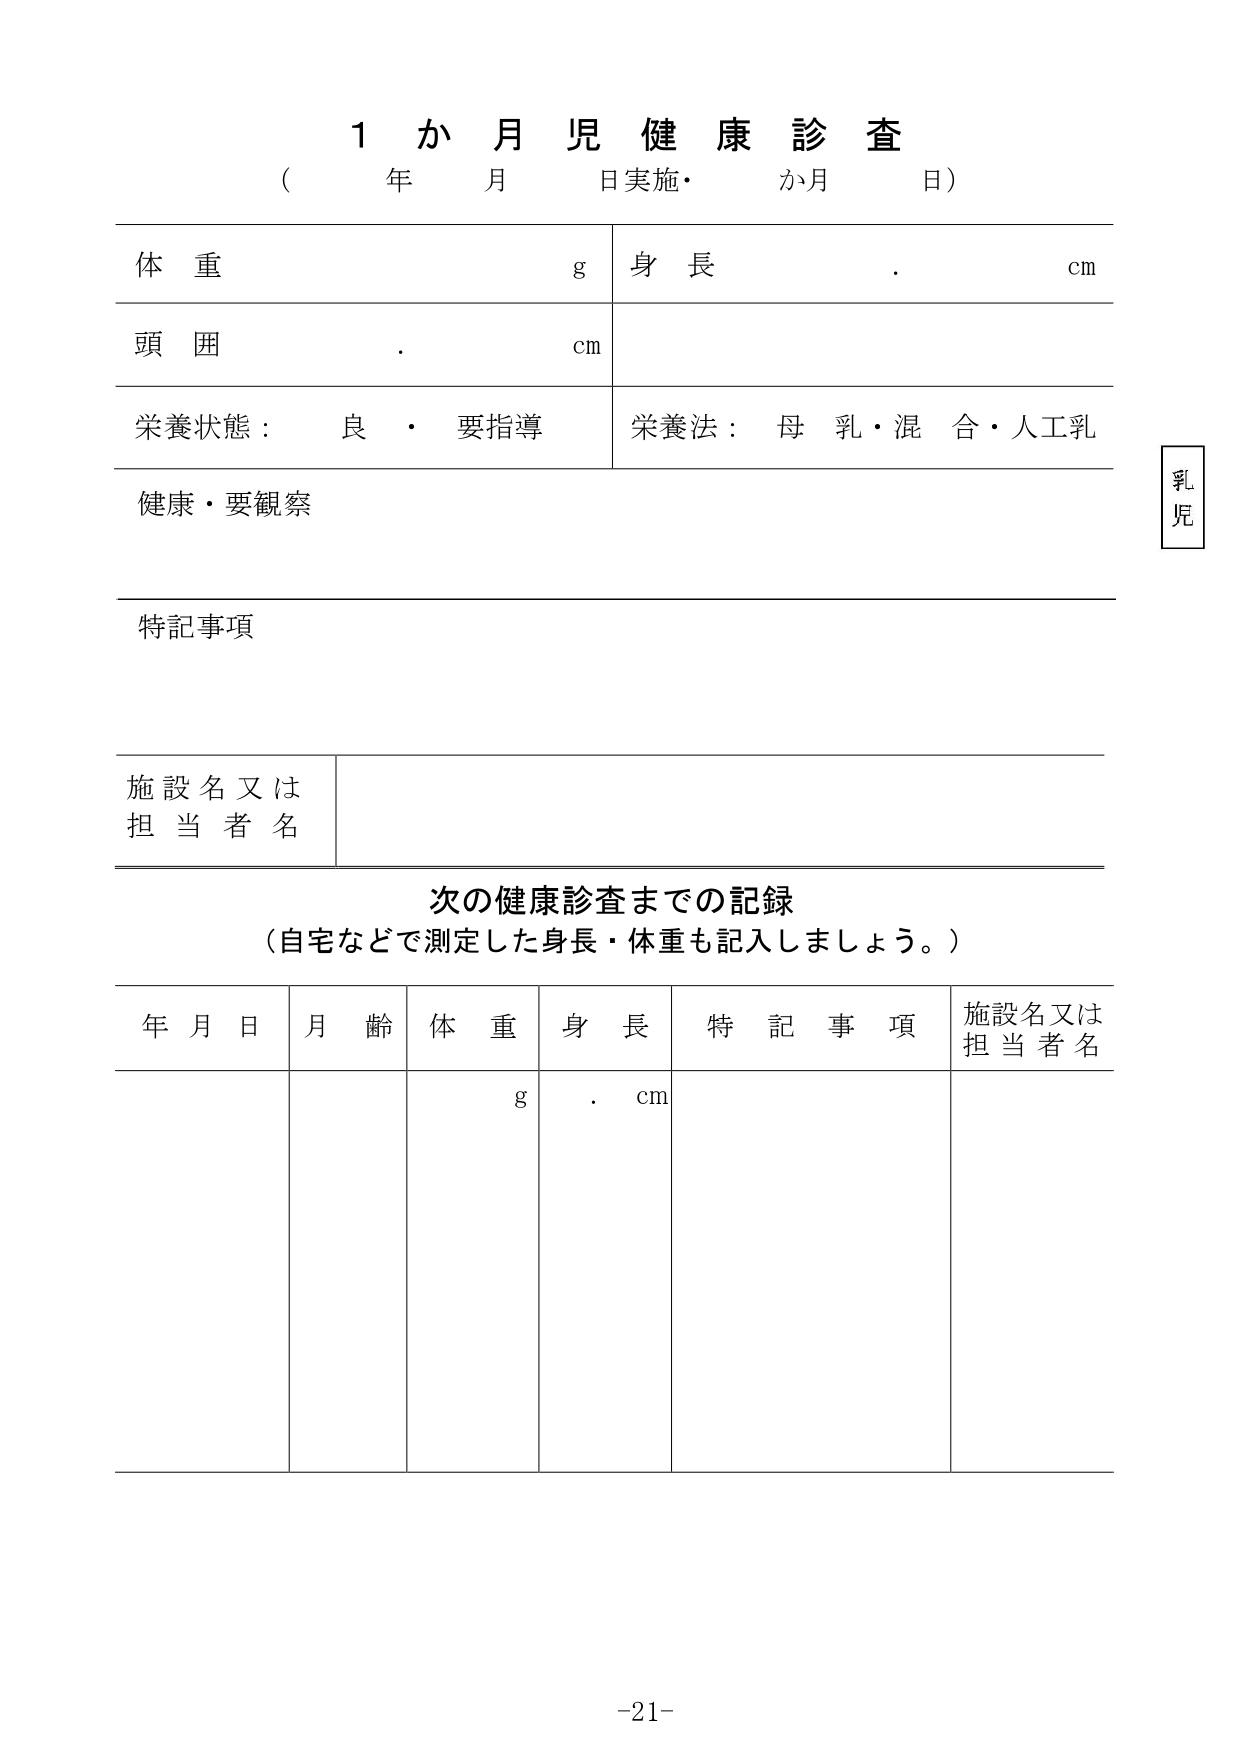 1 か 月 児 健 康 診 査
(　年　月　日実施・　か月　日)
体 重　g　身 長　.　cm
頭 囲　.　cm
栄養状態：　良 ・ 要指導　栄養法：　母 乳・混 合・人工乳
乳
児
健康・要観察
特記事項
施設名又は
担当者名
次の健康診査までの記録
（自宅などで測定した身長・体重も記入しましょう。）
年 月 日　月 齢　体 重　身 長　特 記 事 項　施設名又は
担当者名
g　.　cm
-21-